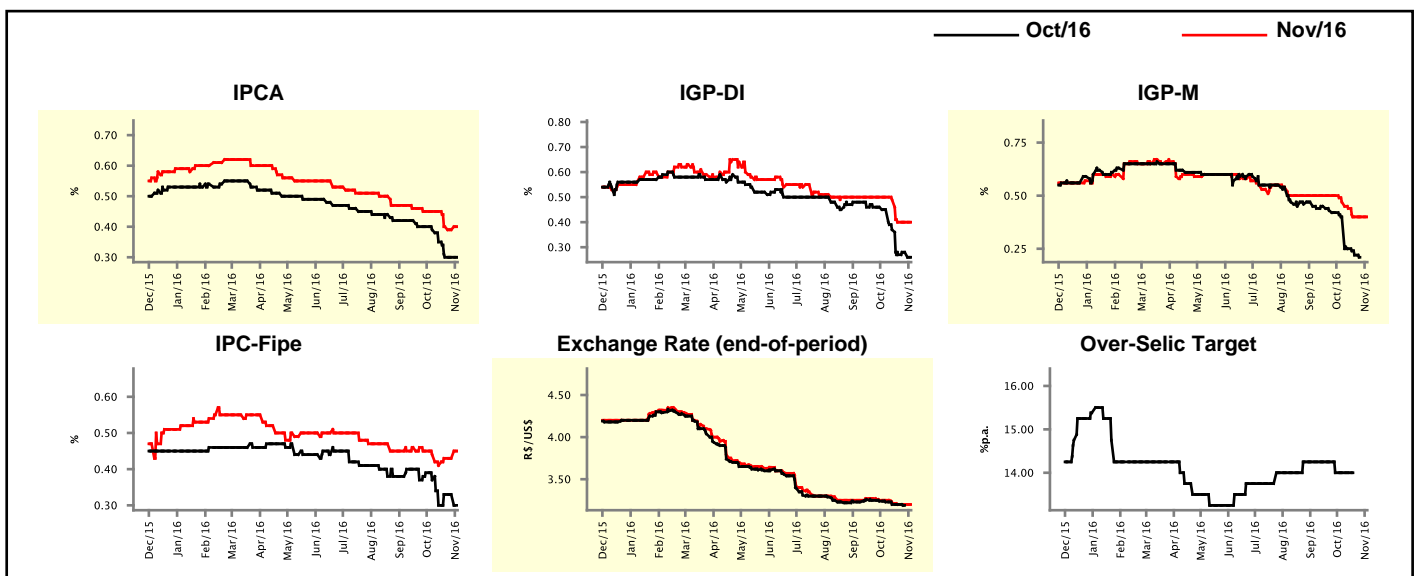 Oct/16 Nov/16
IPCA
0.70
0.60
0.50
0.40
0.30
%
Dec/15 Jan/16 Feb/16 Mar/16 Apr/16 May/16 Jun/16 Jul/16 Aug/16 Sep/16 Oct/16 Nov/16
IGP-DI
0.80
0.70
0.60
0.50
0.40
0.30
%
Dec/15 Jan/16 Feb/16 Mar/16 Apr/16 May/16 Jun/16 Jul/16 Aug/16 Sep/16 Oct/16 Nov/16
IGP-M
0.75
0.50
0.25
%
Dec/15 Jan/16 Feb/16 Mar/16 Apr/16 May/16 Jun/16 Jul/16 Aug/16 Sep/16 Oct/16 Nov/16
IPC-Fipe
0.60
0.50
0.40
0.30
%
Dec/15 Jan/16 Feb/16 Mar/16 Apr/16 May/16 Jun/16 Jul/16 Aug/16 Sep/16 Oct/16 Nov/16
Exchange Rate (end-of-period)
4.50
4.00
3.50
R$/US$
Dec/15 Jan/16 Feb/16 Mar/16 Apr/16 May/16 Jun/16 Jul/16 Aug/16 Sep/16 Oct/16 Nov/16
Over-Selic Target
16.00
15.00
14.00
%p.a.
Dec/15 Jan/16 Feb/16 Mar/16 Apr/16 May/16 Jun/16 Jul/16 Aug/16 Sep/16 Oct/16 Nov/16